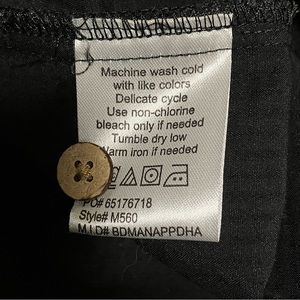 Machine wash cold
with like colors
Delicate cycle
Use non-chlorine
bleach only if needed
Tumble dry low
Warm iron if needed
PO# 65176718
Style# M560
M.I.D# BDMANAPPDHA